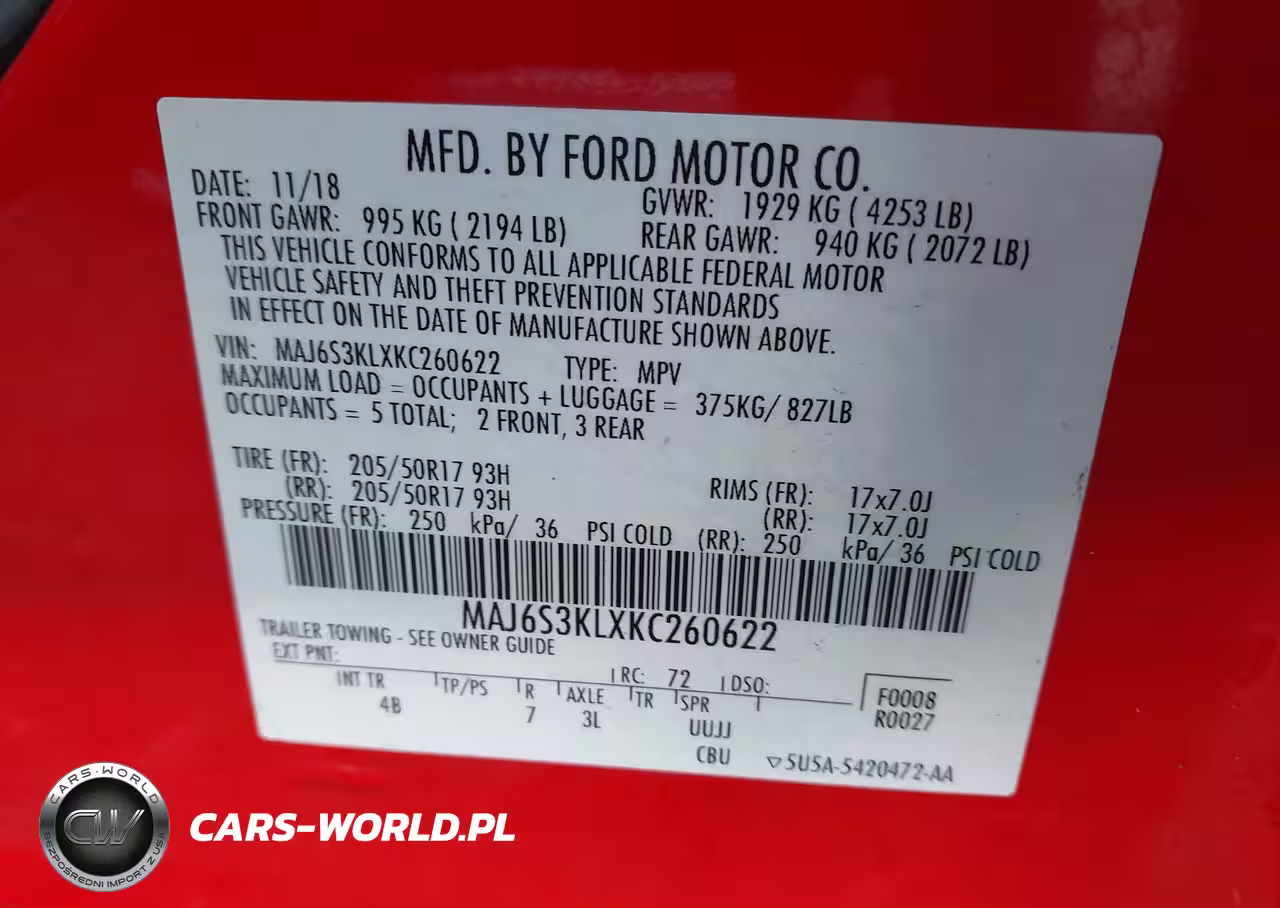 MFD. BY FORD MOTOR CO.
DATE: 11/18 GVWR: 1929 KG ( 4253 LB)
FRONT GAWR: 995 KG ( 2194 LB) REAR GAWR: 940 KG ( 2072 LB)
THIS VEHICLE CONFORMS TO ALL APPLICABLE FEDERAL MOTOR
VEHICLE SAFETY AND THEFT PREVENTION STANDARDS
IN EFFECT ON THE DATE OF MANUFACTURE SHOWN ABOVE.
VIN: MAJ6S3KLXKC260622 TYPE: MPV
MAXIMUM LOAD = OCCUPANTS + LUGGAGE = 375KG/ 827LB
OCCUPANTS = 5 TOTAL; 2 FRONT, 3 REAR
TIRE (FR): 205/50R17 93H RIMS (FR): 17x7.0J
(RR): 205/50R17 93H (RR): 17x7.0J
PRESSURE (FR): 250 kPa/ 36 PSI COLD (RR): 250 kPa/ 36 PSI COLD
MAJ6S3KLXKC260622
TRAILER TOWING - SEE OWNER GUIDE
EXT PNT: RC: 72 DSO:
INT TR TP/PS R AXLE TR SPR F0008
4B 7 3L UUJJ R0027
CBU ▽5U5A-5420472-AA
CARS-WORLD
CW
BEZPOŚREDNI IMPORT Z USA
CARS-WORLD.PL